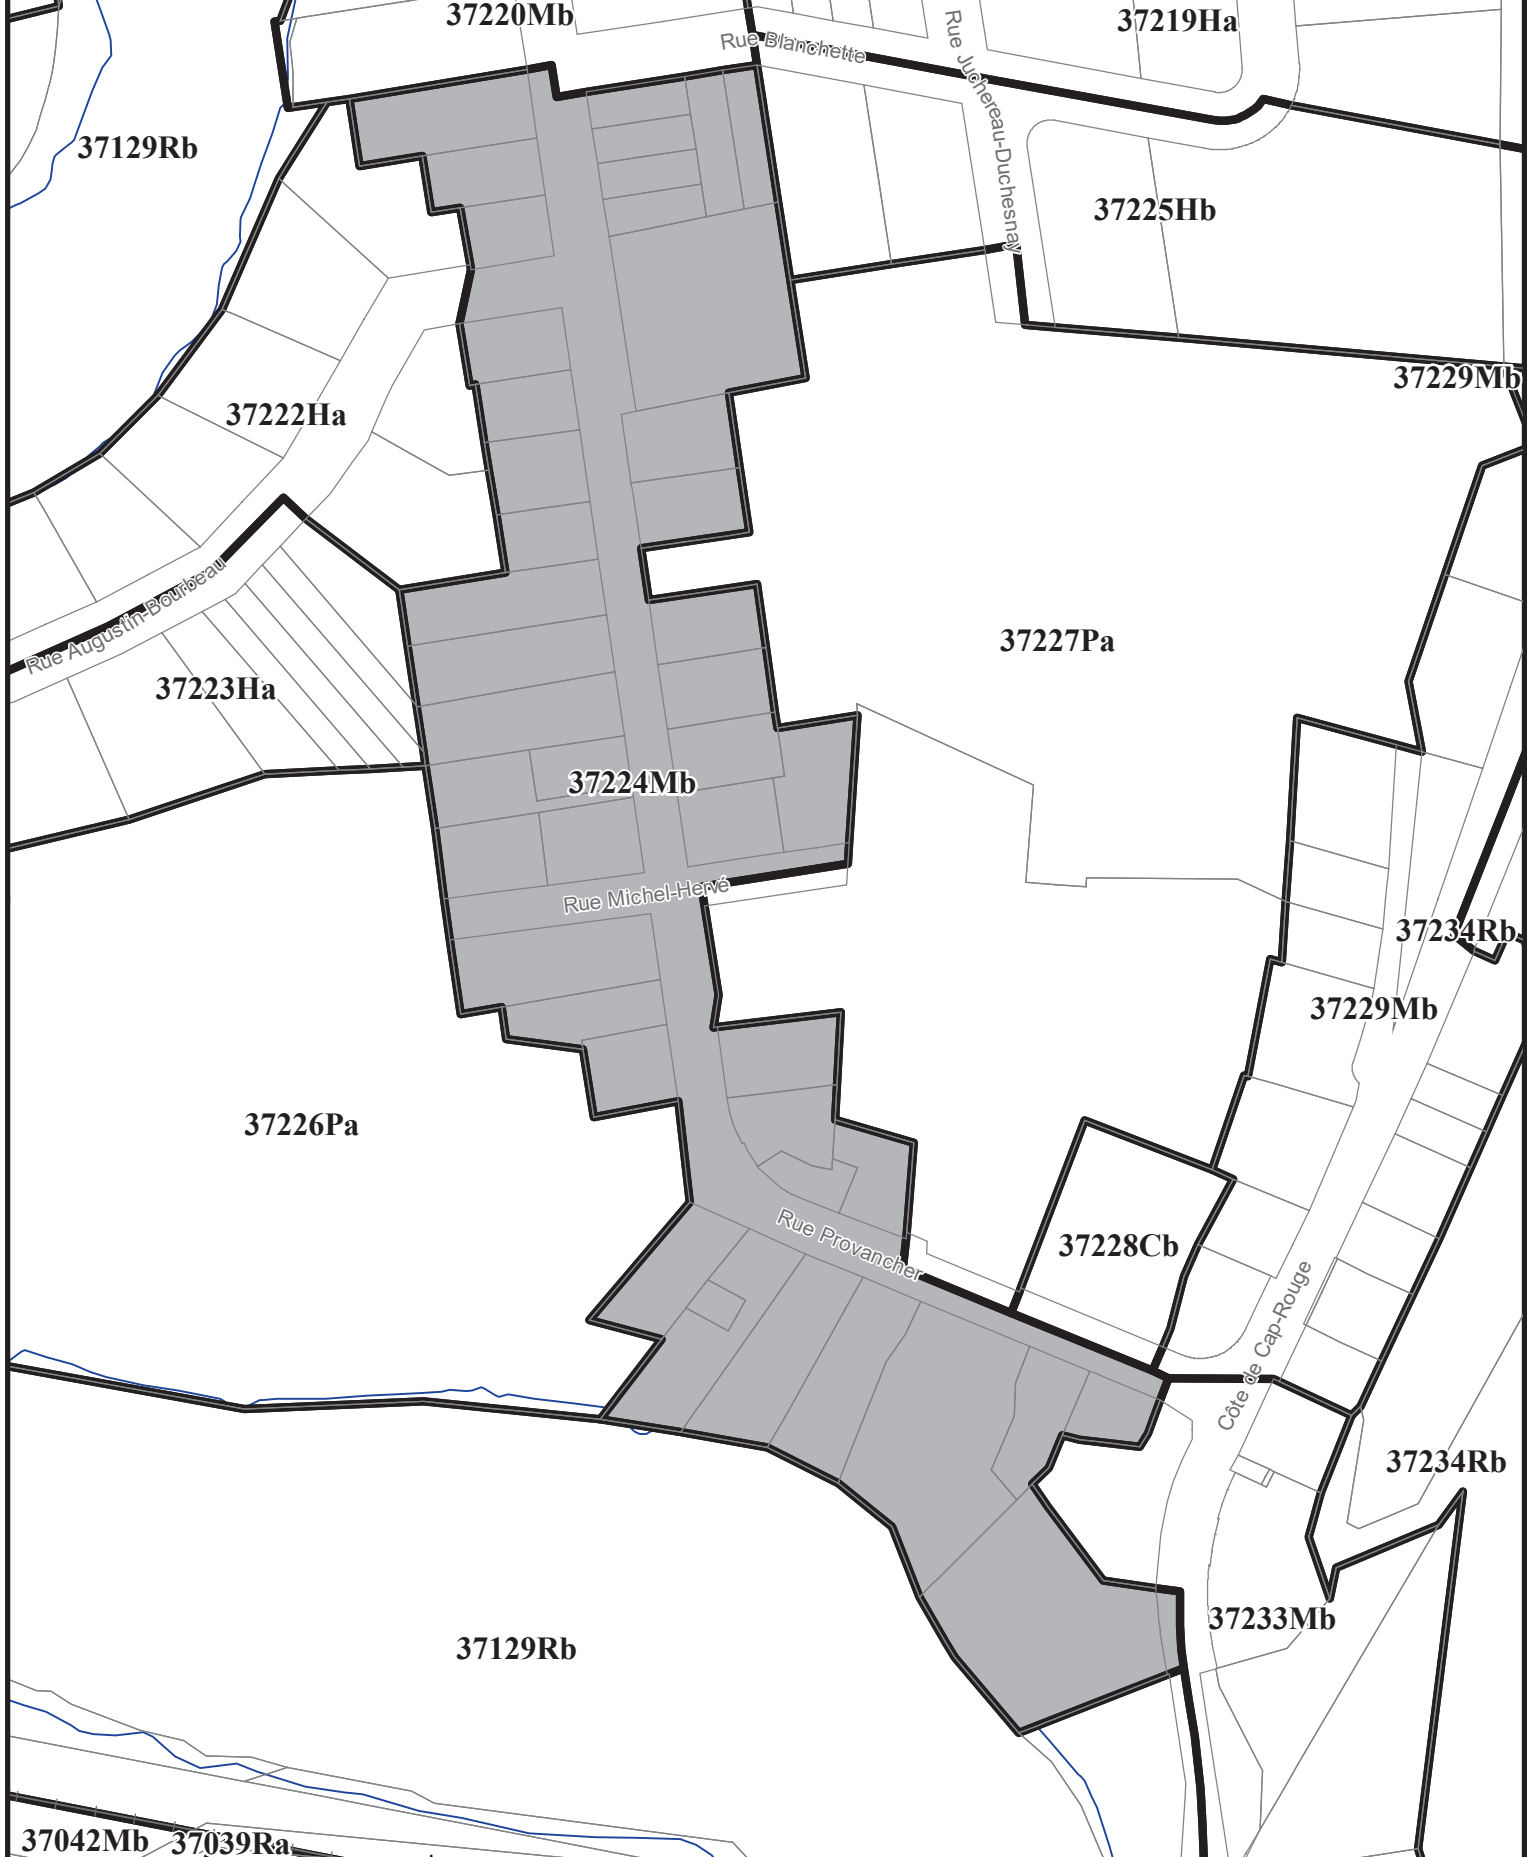 37220Mb
37219Ha
Rue Blanchette
Rue Juchereau-Duchesnay
37129Rb
37225Hb
37229Mb
37222Ha
Rue Augustin-Bourbeau
37227Pa
37223Ha
37224Mb
Rue Michel-Hervé
37234Rb
37229Mb
37226Pa
Rue Provancher
37228Cb
Côte de Cap-Rouge
37234Rb
37233Mb
37129Rb
37042Mb
37039Ra